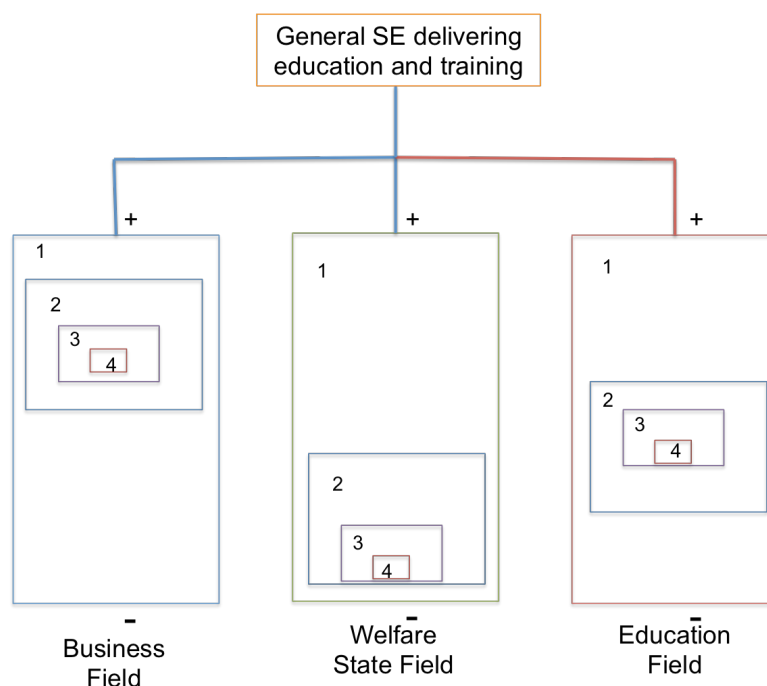 General SE delivering
education and training
+
+
+
1
2
3
4
1
2
3
4
1
2
3
4
-
Business
Field
-
Welfare
State Field
-
Education
Field